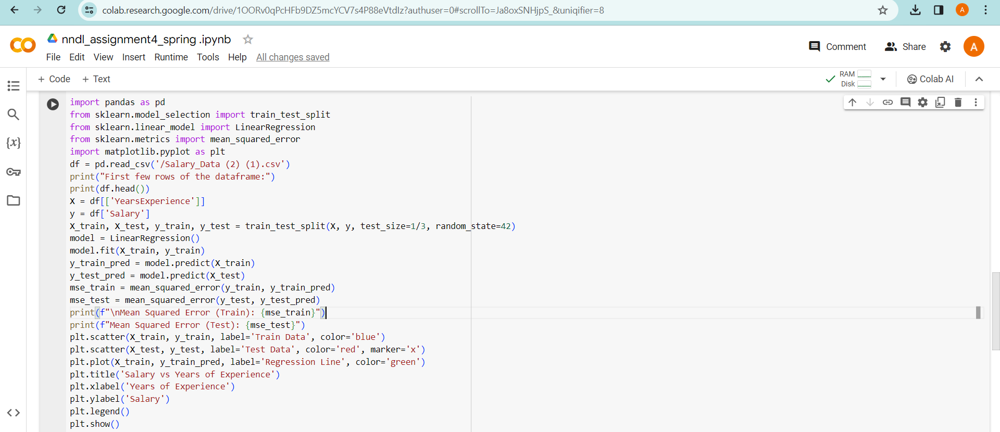 colab.research.google.com/drive/1OORv0qPcHFb9DZ5mcYCV7s4P88eVtdIz?authuser=0#scrollTo=Ja8oxSNHjpS_&uniqifier=8
A
nndl_assignment4_spring .ipynb
File Edit View Insert Runtime Tools Help All changes saved
Comment Share A
+ Code + Text
RAM
Disk
Colab AI
{x}
import pandas as pd
from sklearn.model_selection import train_test_split
from sklearn.linear_model import LinearRegression
from sklearn.metrics import mean_squared_error
import matplotlib.pyplot as plt
df = pd.read_csv('/Salary_Data (2) (1).csv')
print("First few rows of the dataframe:")
print(df.head())
X = df[['YearsExperience']]
y = df['Salary']
X_train, X_test, y_train, y_test = train_test_split(X, y, test_size=1/3, random_state=42)
model = LinearRegression()
model.fit(X_train, y_train)
y_train_pred = model.predict(X_train)
y_test_pred = model.predict(X_test)
mse_train = mean_squared_error(y_train, y_train_pred)
mse_test = mean_squared_error(y_test, y_test_pred)
print(f"\nMean Squared Error (Train): {mse_train}")
print(f"Mean Squared Error (Test): {mse_test}")
plt.scatter(X_train, y_train, label='Train Data', color='blue')
plt.scatter(X_test, y_test, label='Test Data', color='red', marker='x')
plt.plot(X_train, y_train_pred, label='Regression Line', color='green')
plt.title('Salary vs Years of Experience')
plt.xlabel('Years of Experience')
plt.ylabel('Salary')
plt.legend()
plt.show()